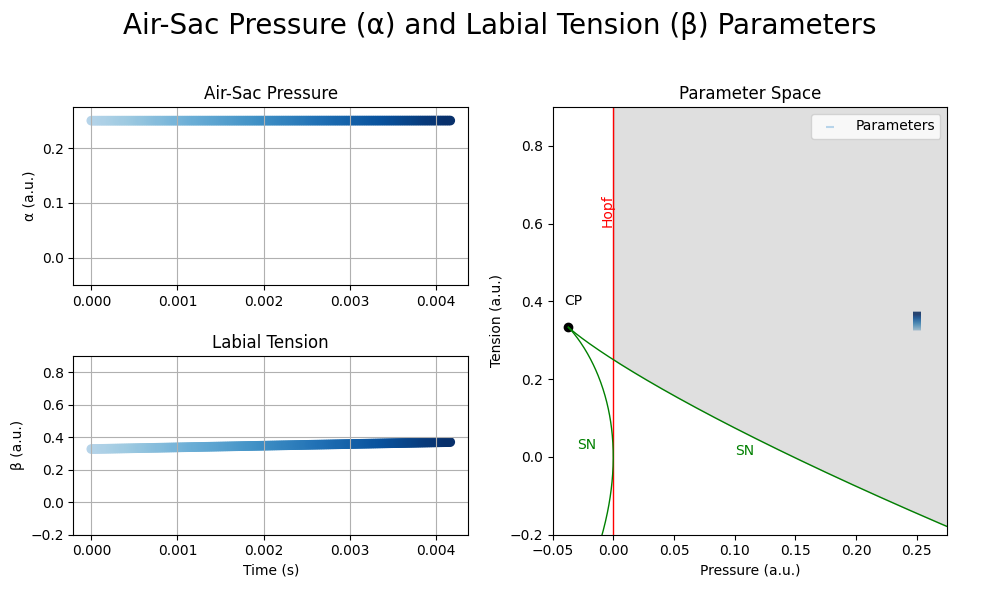 Air-Sac Pressure (α) and Labial Tension (β) Parameters
Air-Sac Pressure
α (a.u.)
0.2
0.1
0.0
0.000 0.001 0.002 0.003 0.004
Labial Tension
β (a.u.)
0.8
0.6
0.4
0.2
0.0
−0.2
0.000 0.001 0.002 0.003 0.004
Time (s)
Parameter Space
Parameters
Tension (a.u.)
0.8
0.6
0.4
0.2
0.0
−0.2
Hopf
CP
SN
SN
−0.05 0.00 0.05 0.10 0.15 0.20 0.25
Pressure (a.u.)